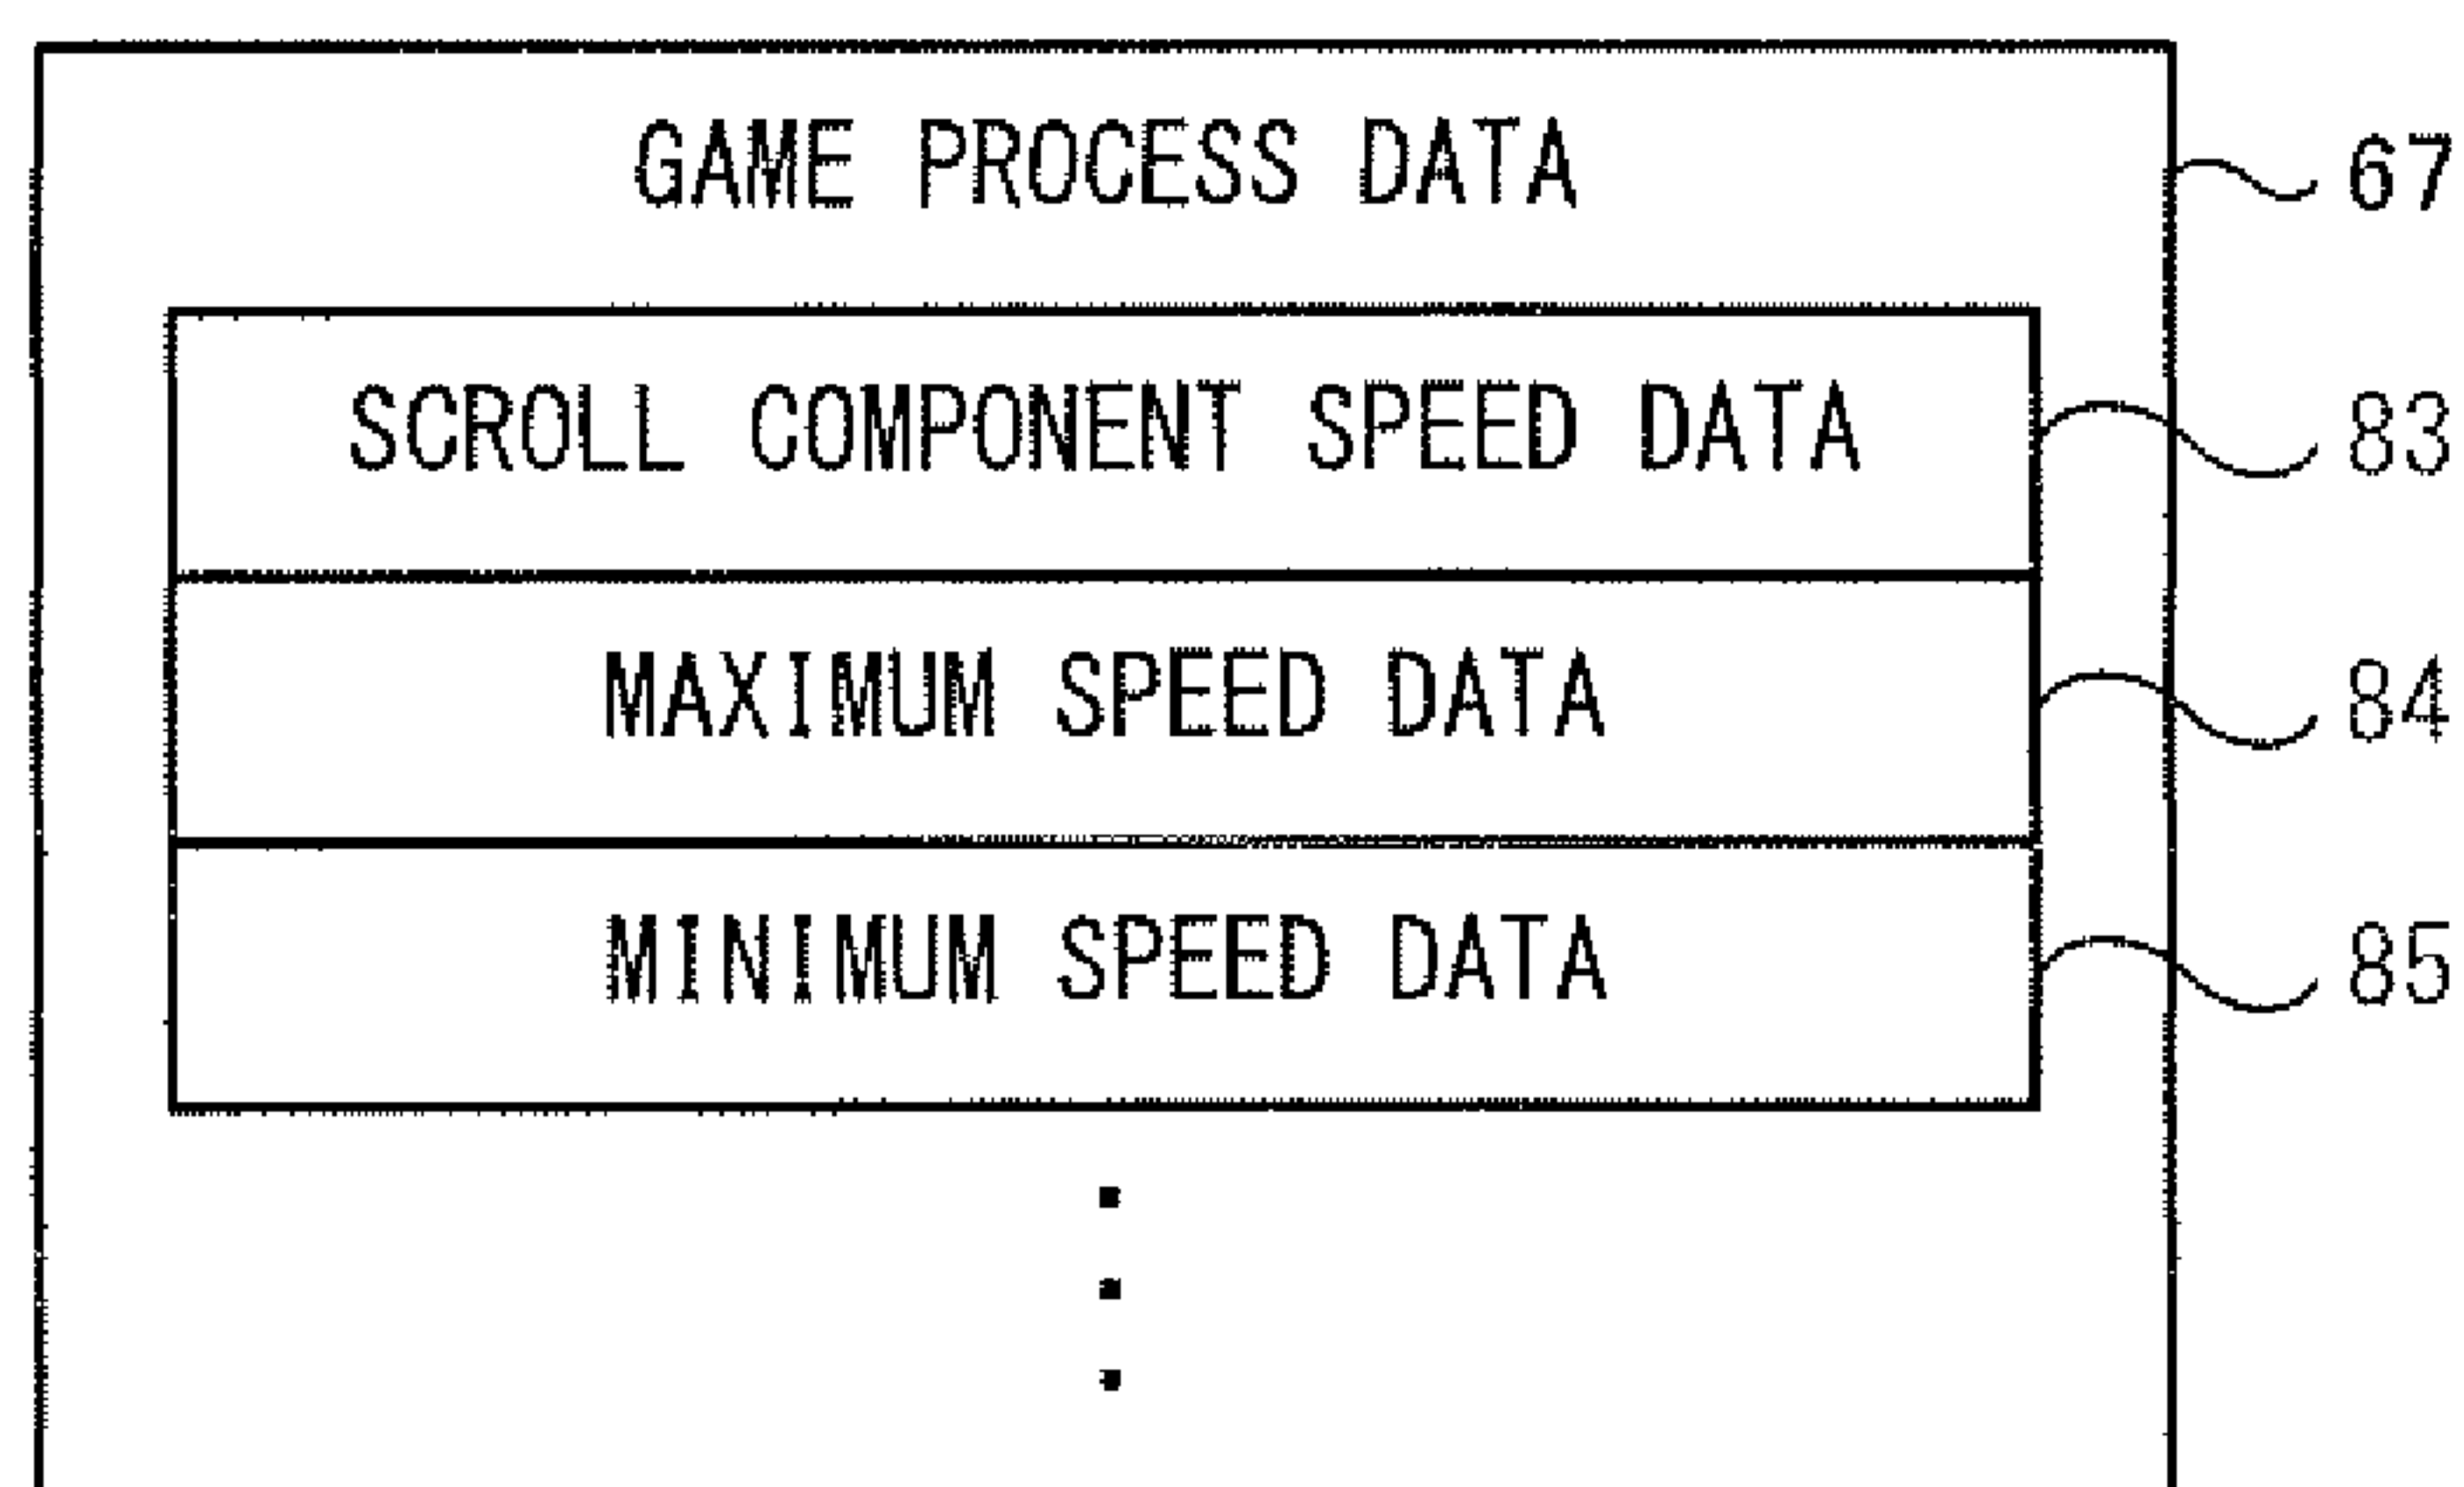 GAME PROCESS DATA 67
SCROLL COMPONENT SPEED DATA 83
MAXIMUM SPEED DATA 84
MINIMUM SPEED DATA 85